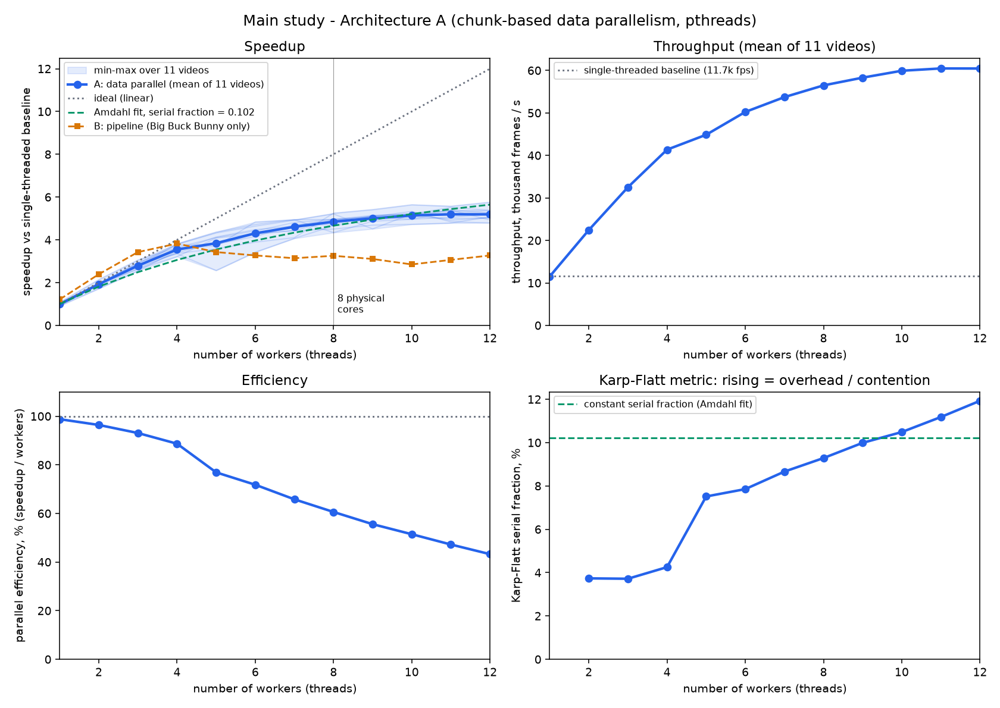 Main study - Architecture A (chunk-based data parallelism, pthreads)
Speedup
speedup vs single-threaded baseline
12
10
8
6
4
2
0
min-max over 11 videos
A: data parallel (mean of 11 videos)
ideal (linear)
Amdahl fit, serial fraction = 0.102
B: pipeline (Big Buck Bunny only)
8 physical
cores
2 4 6 8 10 12
number of workers (threads)
Throughput (mean of 11 videos)
throughput, thousand frames / s
60
50
40
30
20
10
0
single-threaded baseline (11.7k fps)
2 4 6 8 10 12
number of workers (threads)
Efficiency
parallel efficiency, % (speedup / workers)
100
80
60
40
20
0
2 4 6 8 10 12
number of workers (threads)
Karp-Flatt metric: rising = overhead / contention
Karp-Flatt serial fraction, %
12
10
8
6
4
2
0
constant serial fraction (Amdahl fit)
2 4 6 8 10 12
number of workers (threads)